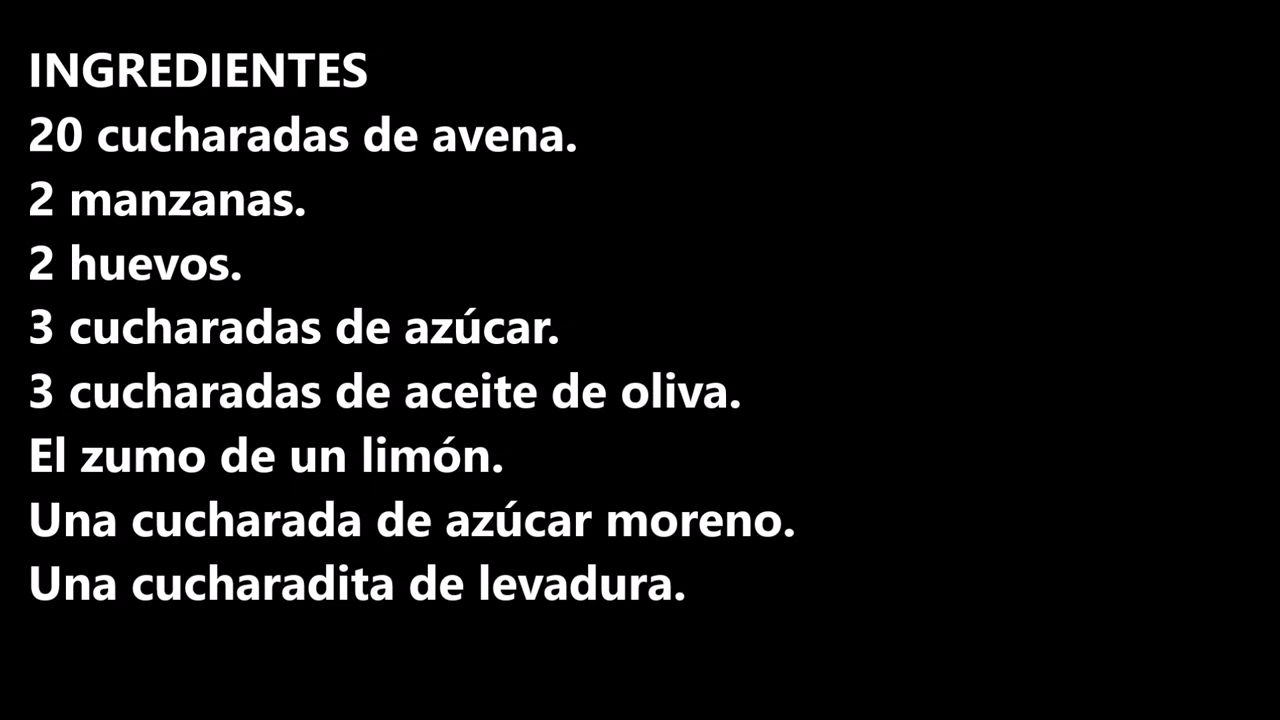 INGREDIENTES
20 cucharadas de avena.
2 manzanas.
2 huevos.
3 cucharadas de azúcar.
3 cucharadas de aceite de oliva.
El zumo de un limón.
Una cucharada de azúcar moreno.
Una cucharadita de levadura.